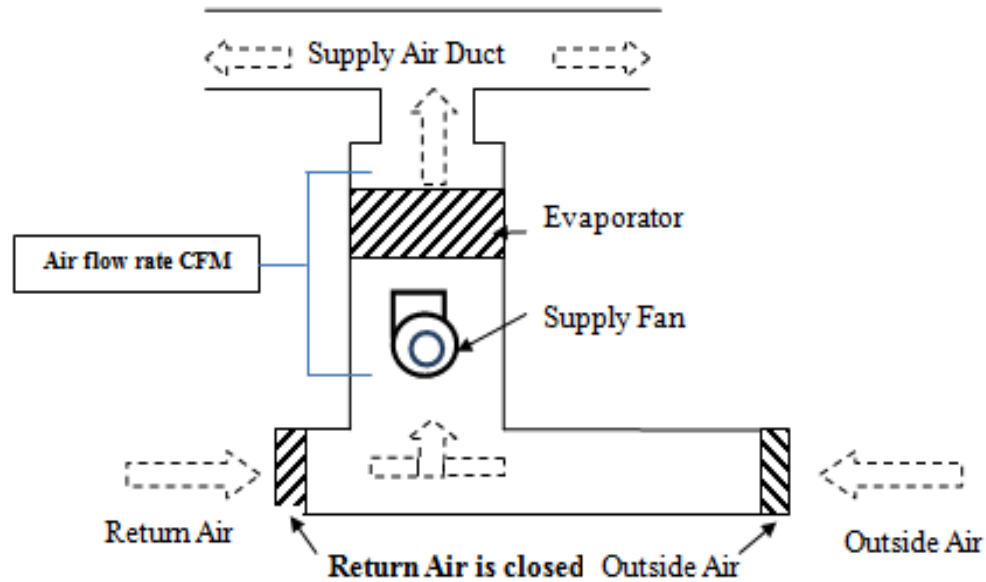 Supply Air Duct
Evaporator
Air flow rate CFM
Supply Fan
Return Air
Outside Air
Return Air is closed Outside Air